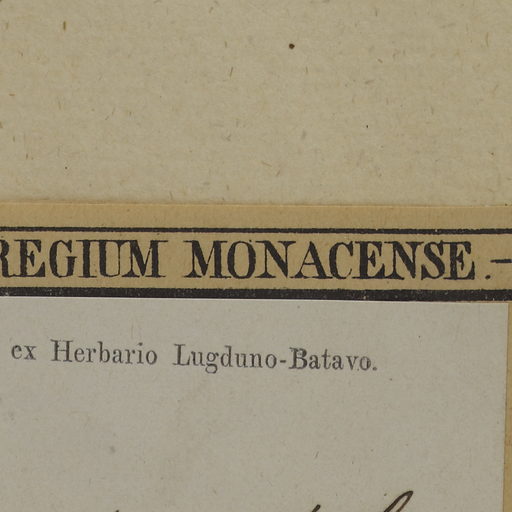 REGIUM MONACENSE.—
ex Herbario Lugduno-Batavo.